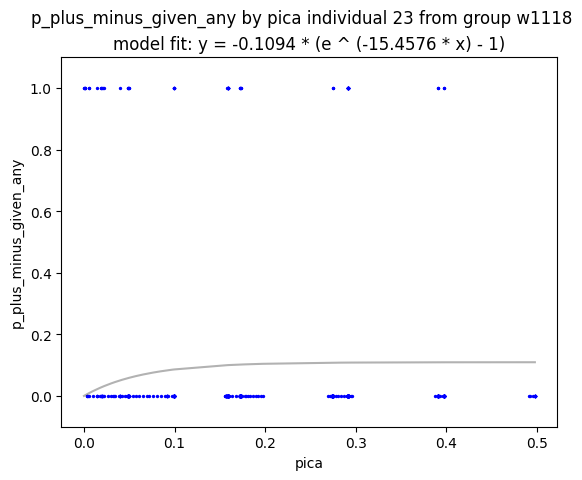 p_plus_minus_given_any by pica individual 23 from group w1118
model fit: y = -0.1094 * (e ^ (-15.4576 * x) - 1)
1.0
0.8
0.6
0.4
0.2
0.0
p_plus_minus_given_any
0.0 0.1 0.2 0.3 0.4 0.5
pica